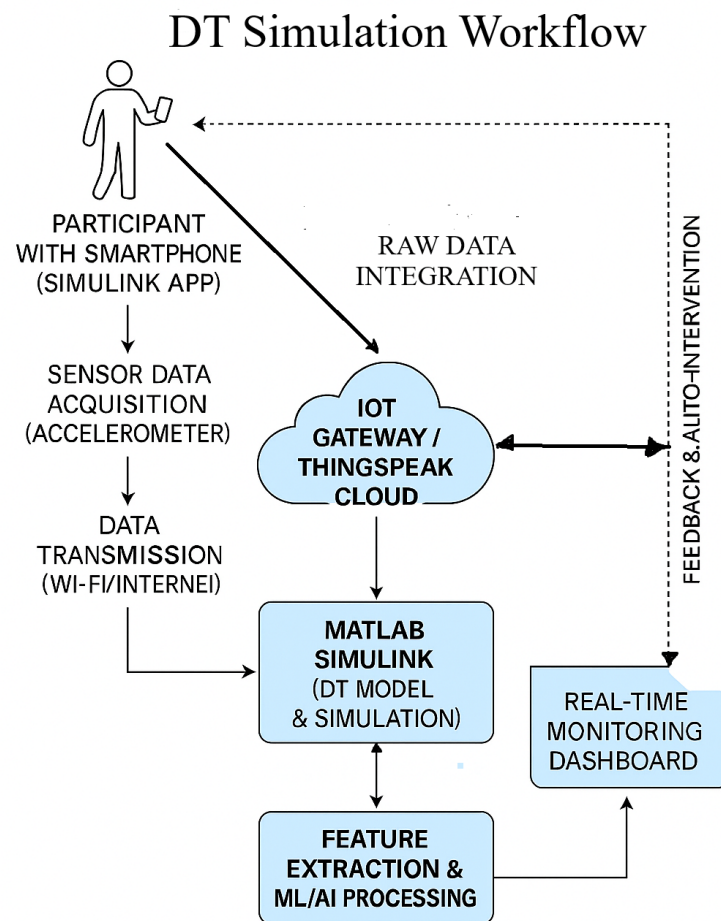 DT Simulation Workflow
PARTICIPANT
WITH SMARTPHONE
(SIMULINK APP)
RAW DATA
INTEGRATION
SENSOR DATA
ACQUISITION
(ACCELEROMETER)
IOT
GATEWAY /
THINGSPEAK
CLOUD
FEEDBACK & ALITO-INTERVENTION
DATA
TRANSMISSION
(WI-FI/INTERNEI)
MATLAB
SIMULINK
(DT MODEL
& SIMULATION)
REAL-TIME
MONITORING
DASHBOARD
FEATURE
EXTRACTION &
ML/AI PROCESSING